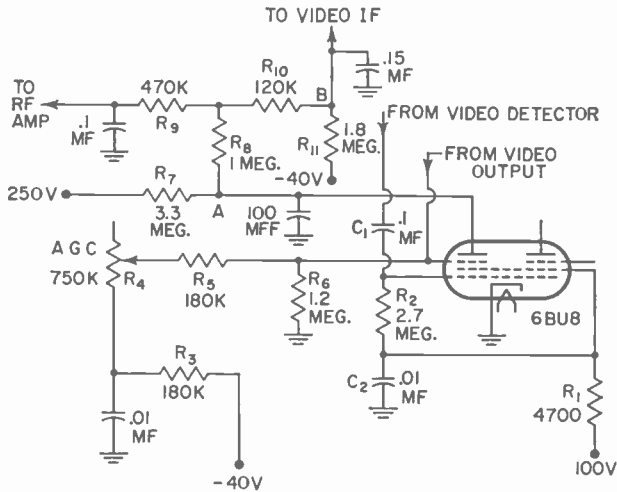 TO VIDEO IF
.15
MF
TO
RF
AMP
470K
R9
.1
MF
R10
120K
B
R8
1 MEG.
R11
1.8
MEG.
-40V
FROM VIDEO DETECTOR
FROM VIDEO
OUTPUT
250V
R7
3.3
MEG.
A
100
MFF
C1
.1
MF
AGC
750K
R4
R5
180K
R6
1.2
MEG.
R2
2.7
MEG.
6BU8
R3
180K
.01
MF
-40V
C2
.01
MF
R1
4700
100V